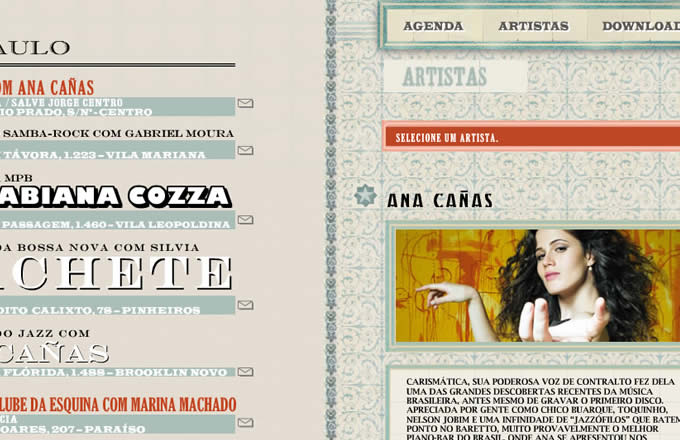 AULO
OM ANA CAÑAS
/ SALVE JORGE CENTRO
IO PRADO, S/Nº-CENTRO
SAMBA-ROCK COM GABRIEL MOURA
TÁVORA, 1.223 – VILA MARIANA
MPB
ABIANA COZZA
PASSAGEM, 1.460 – VILA LEOPOLDINA
DA BOSSA NOVA COM SILVIA
CHETE
DITO CALIXTO, 78 – PINHEIROS
DO JAZZ COM
CAÑAS
FLÓRIDA, 1.488 – BROOKLIN NOVO
LUBE DA ESQUINA COM MARINA MACHADO
CIA
OARES, 207 – PARAÍSO
AGENDA ARTISTAS DOWNLOAD
ARTISTAS
SELECIONE UM ARTISTA.
ANA CAÑAS
CARISMÁTICA, SUA PODEROSA VOZ DE CONTRALTO FEZ DELA
UMA DAS GRANDES DESCOBERTAS RECENTES DA MÚSICA
BRASILEIRA, ANTES MESMO DE GRAVAR O PRIMEIRO DISCO.
APRECIADA POR GENTE COMO CHICO BUARQUE, TOQUINHO,
NELSON JOBIM E UMA INFINIDADE DE "JAZZÓFILOS" QUE BATEM
PONTO NO BARETTO, MUITO PROVAVELMENTE O MELHOR
PIANO-BAR DO BRASIL, ONDE ANA SE APRESENTOU NOS